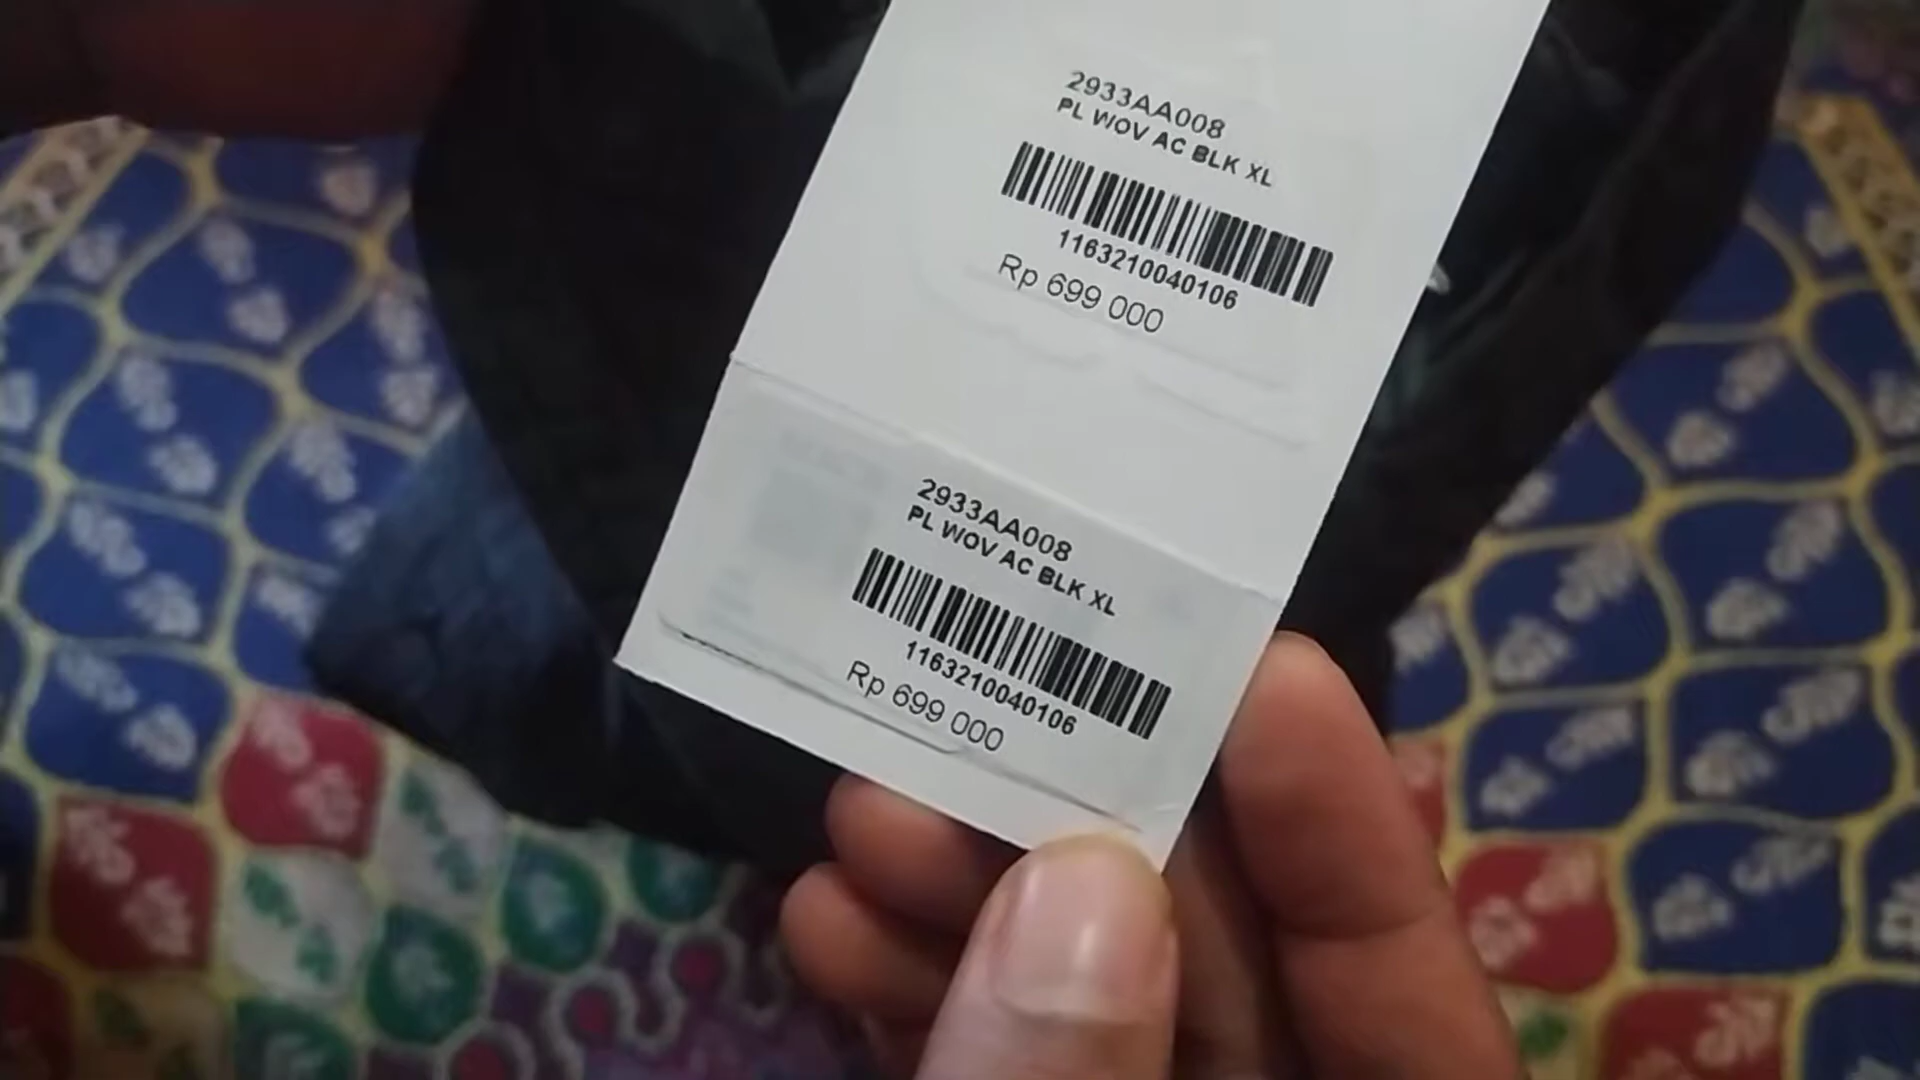 2933AA008
PL WOV AC BLK XL
1163210040106
Rp 699 000
2933AA008
PL WOV AC BLK XL
1163210040106
Rp 699 000